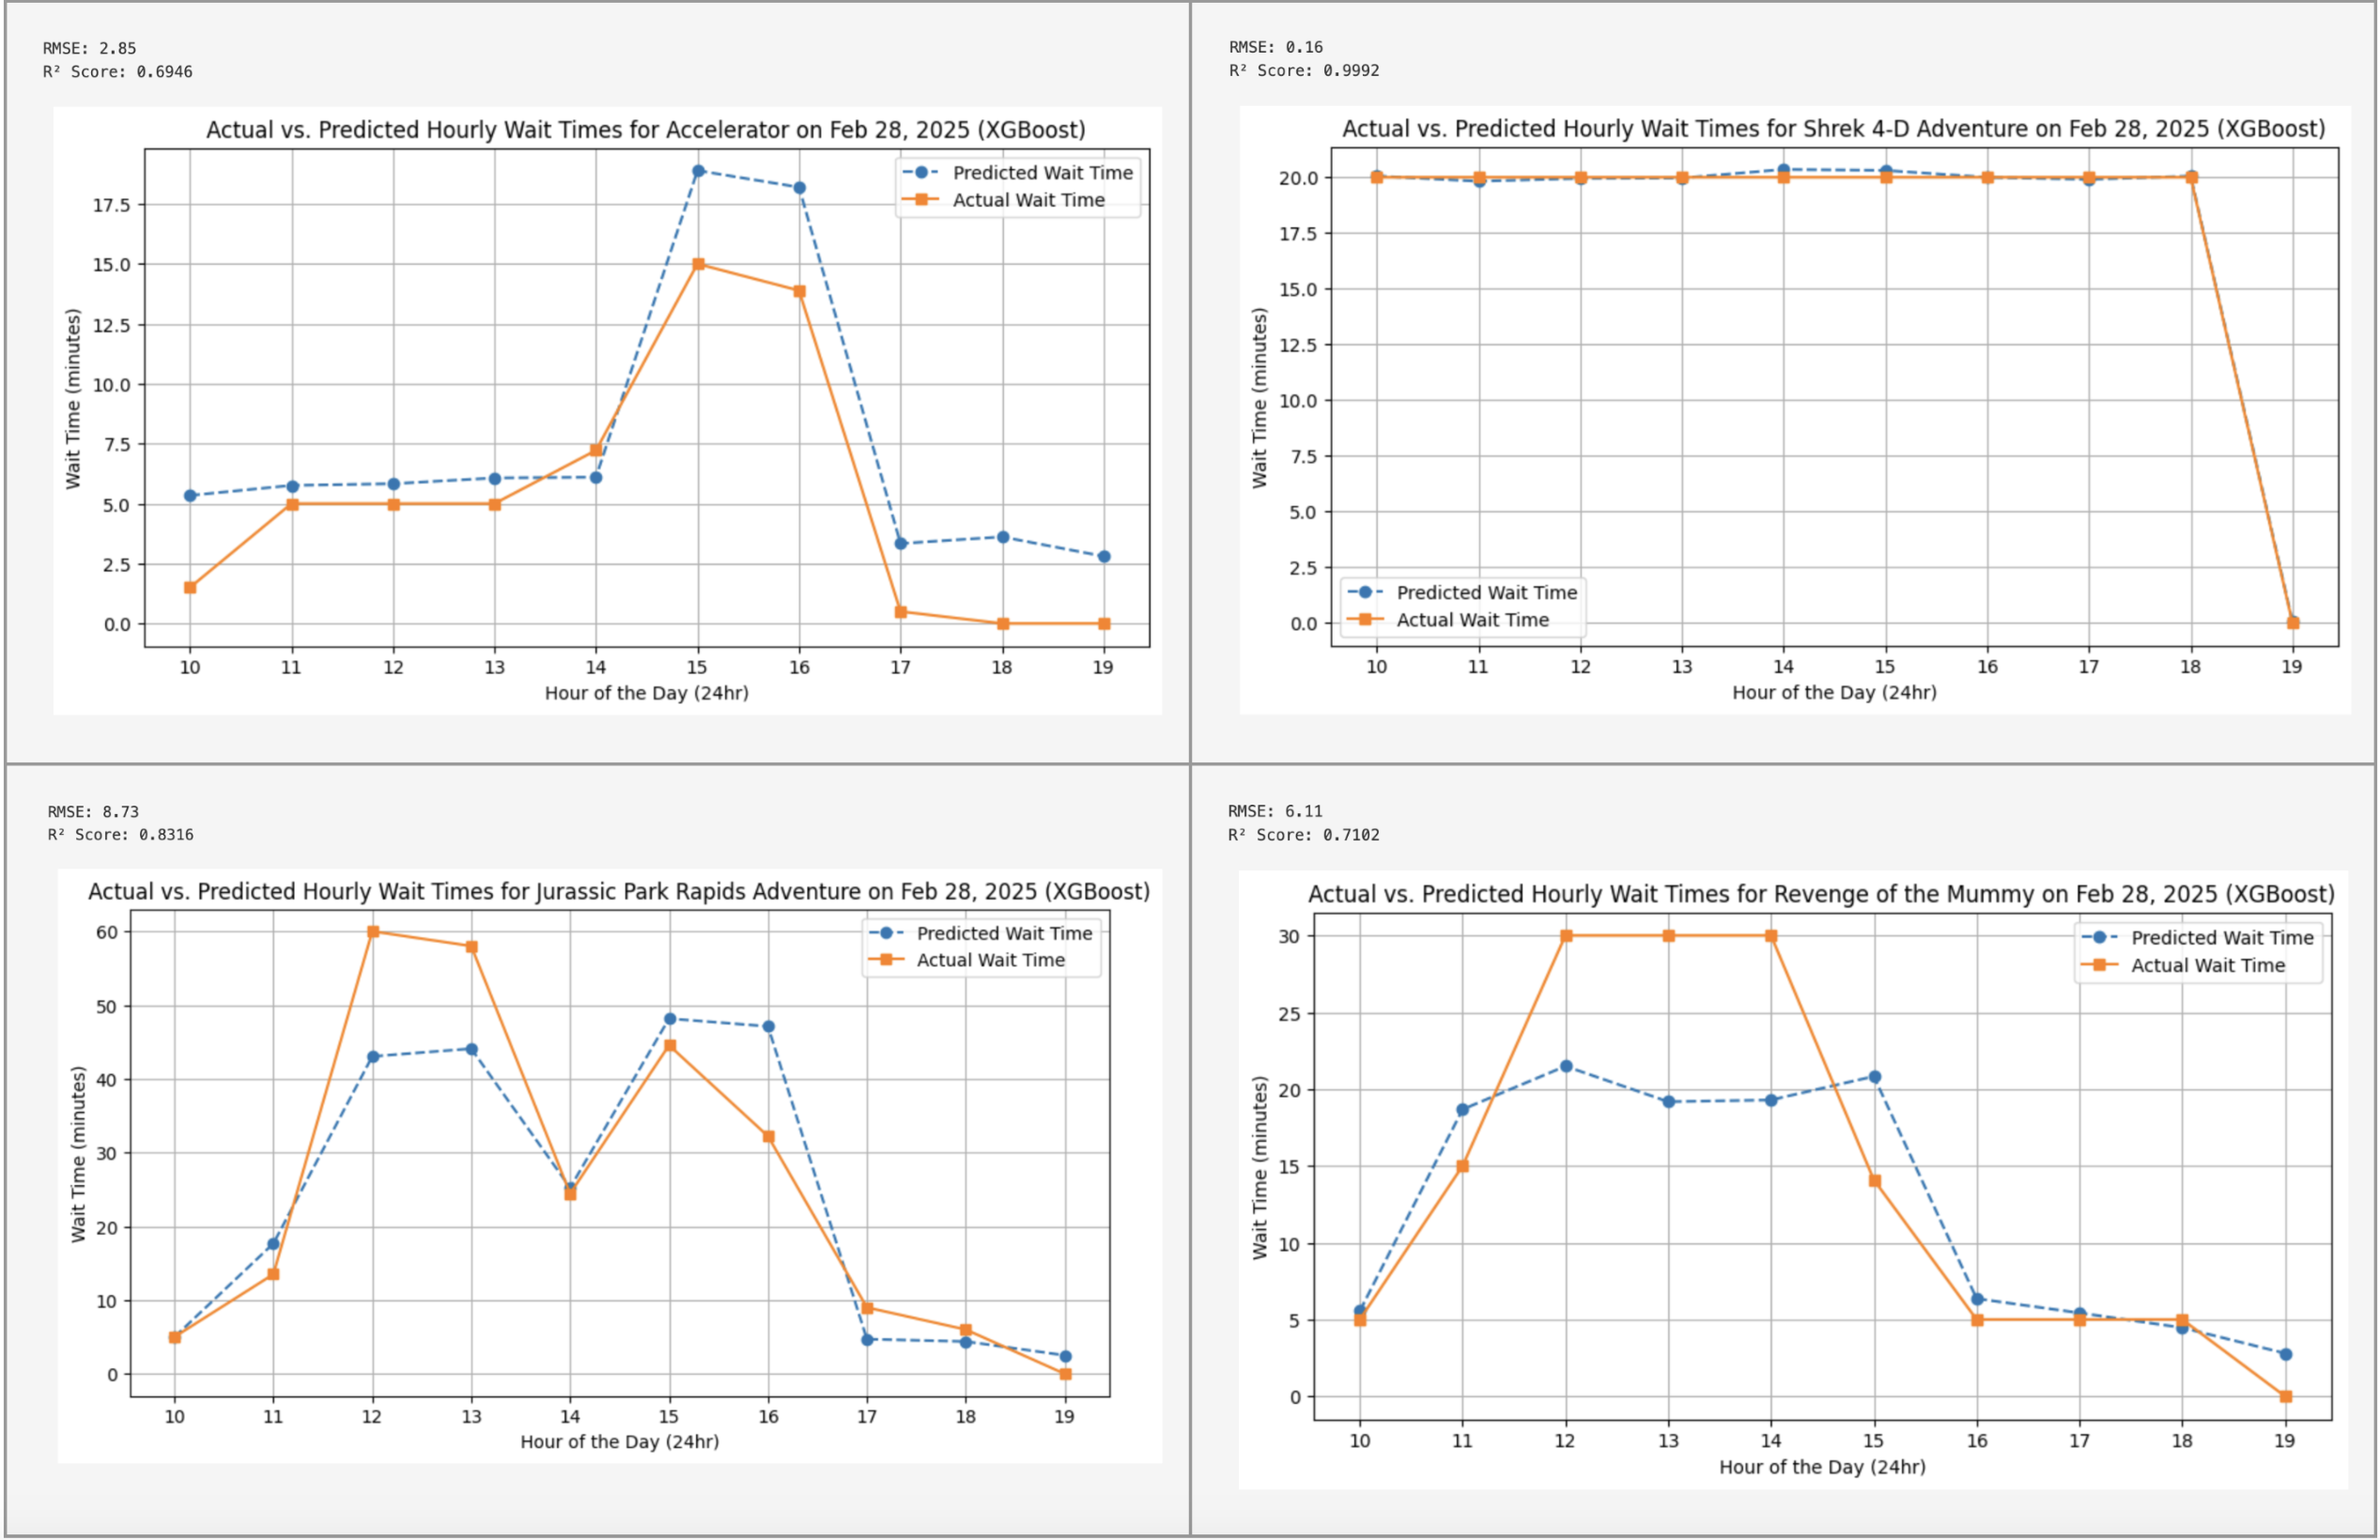 RMSE: 2.85
R² Score: 0.6946
Actual vs. Predicted Hourly Wait Times for Accelerator on Feb 28, 2025 (XGBoost)
Predicted Wait Time
Actual Wait Time
Wait Time (minutes)
17.5
15.0
12.5
10.0
7.5
5.0
2.5
0.0
10 11 12 13 14 15 16 17 18 19
Hour of the Day (24hr)
RMSE: 0.16
R² Score: 0.9992
Actual vs. Predicted Hourly Wait Times for Shrek 4-D Adventure on Feb 28, 2025 (XGBoost)
Wait Time (minutes)
20.0
17.5
15.0
12.5
10.0
7.5
5.0
2.5
0.0
Predicted Wait Time
Actual Wait Time
10 11 12 13 14 15 16 17 18 19
Hour of the Day (24hr)
RMSE: 8.73
R² Score: 0.8316
Actual vs. Predicted Hourly Wait Times for Jurassic Park Rapids Adventure on Feb 28, 2025 (XGBoost)
Predicted Wait Time
Actual Wait Time
Wait Time (minutes)
60
50
40
30
20
10
0
10 11 12 13 14 15 16 17 18 19
Hour of the Day (24hr)
RMSE: 6.11
R² Score: 0.7102
Actual vs. Predicted Hourly Wait Times for Revenge of the Mummy on Feb 28, 2025 (XGBoost)
Predicted Wait Time
Actual Wait Time
Wait Time (minutes)
30
25
20
15
10
5
0
10 11 12 13 14 15 16 17 18 19
Hour of the Day (24hr)